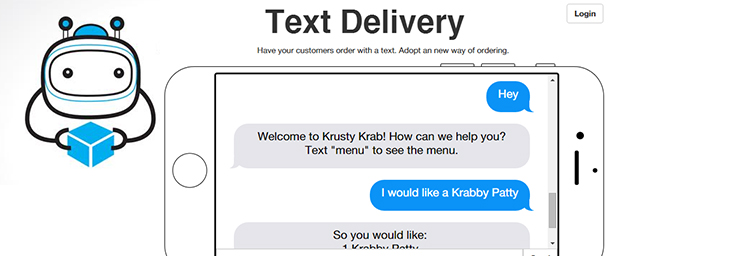 Text Delivery
Login
Have your customers order with a text. Adopt an new way of ordering.
Hey
Welcome to Krusty Krab! How can we help you?
Text "menu" to see the menu.
I would like a Krabby Patty
So you would like:
1 Krabby Patty